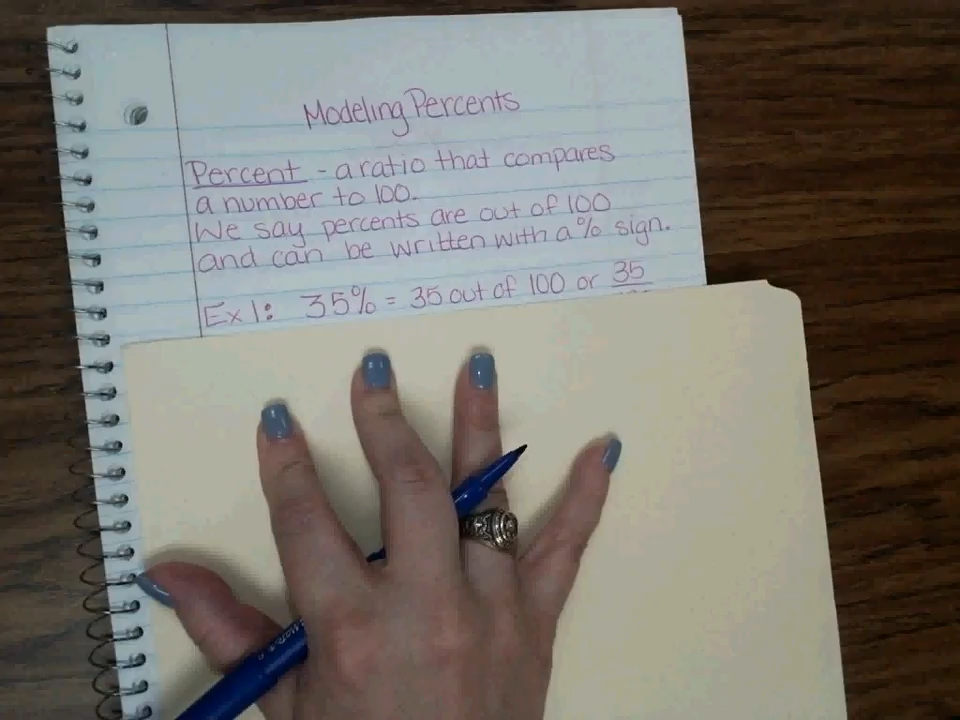 Modeling Percents
Percent - a ratio that compares
a number to 100.
We say percents are out of 100
and can be written with a % sign.
Ex 1: 35% = 35 out of 100 or 35